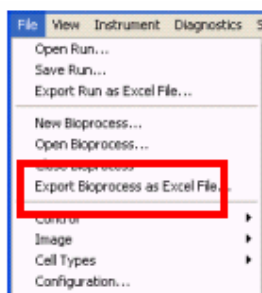 File View Instrument Diagnostics S
Open Run...
Save Run...
Export Run as Excel File...
New Bioprocess...
Open Bioprocess...
Close Bioprocess
Export Bioprocess as Excel File...
Control
Image
Cell Types
Configuration...